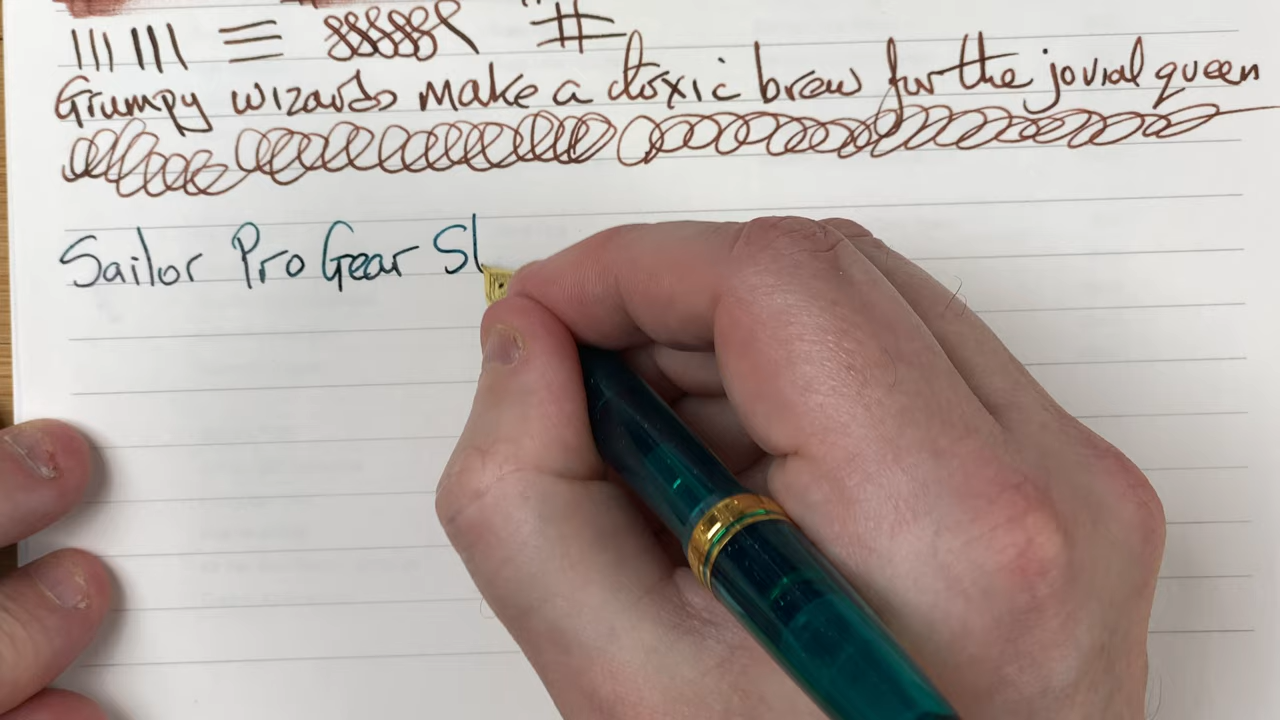 Grumpy wizards make a toxic brew for the jovial queen
Sailor Pro Gear Sl